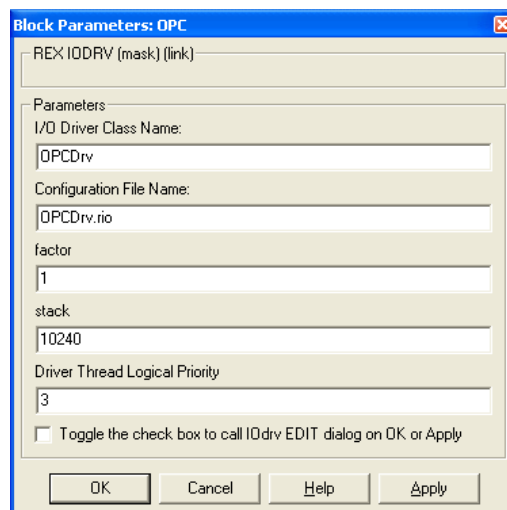 Block Parameters: OPC
REX IODRV (mask) (link)
Parameters
I/O Driver Class Name:
OPCDrv
Configuration File Name:
OPCDrv.rio
factor
1
stack
10240
Driver Thread Logical Priority
3
Toggle the check box to call IOdrv EDIT dialog on OK or Apply
OK Cancel Help Apply